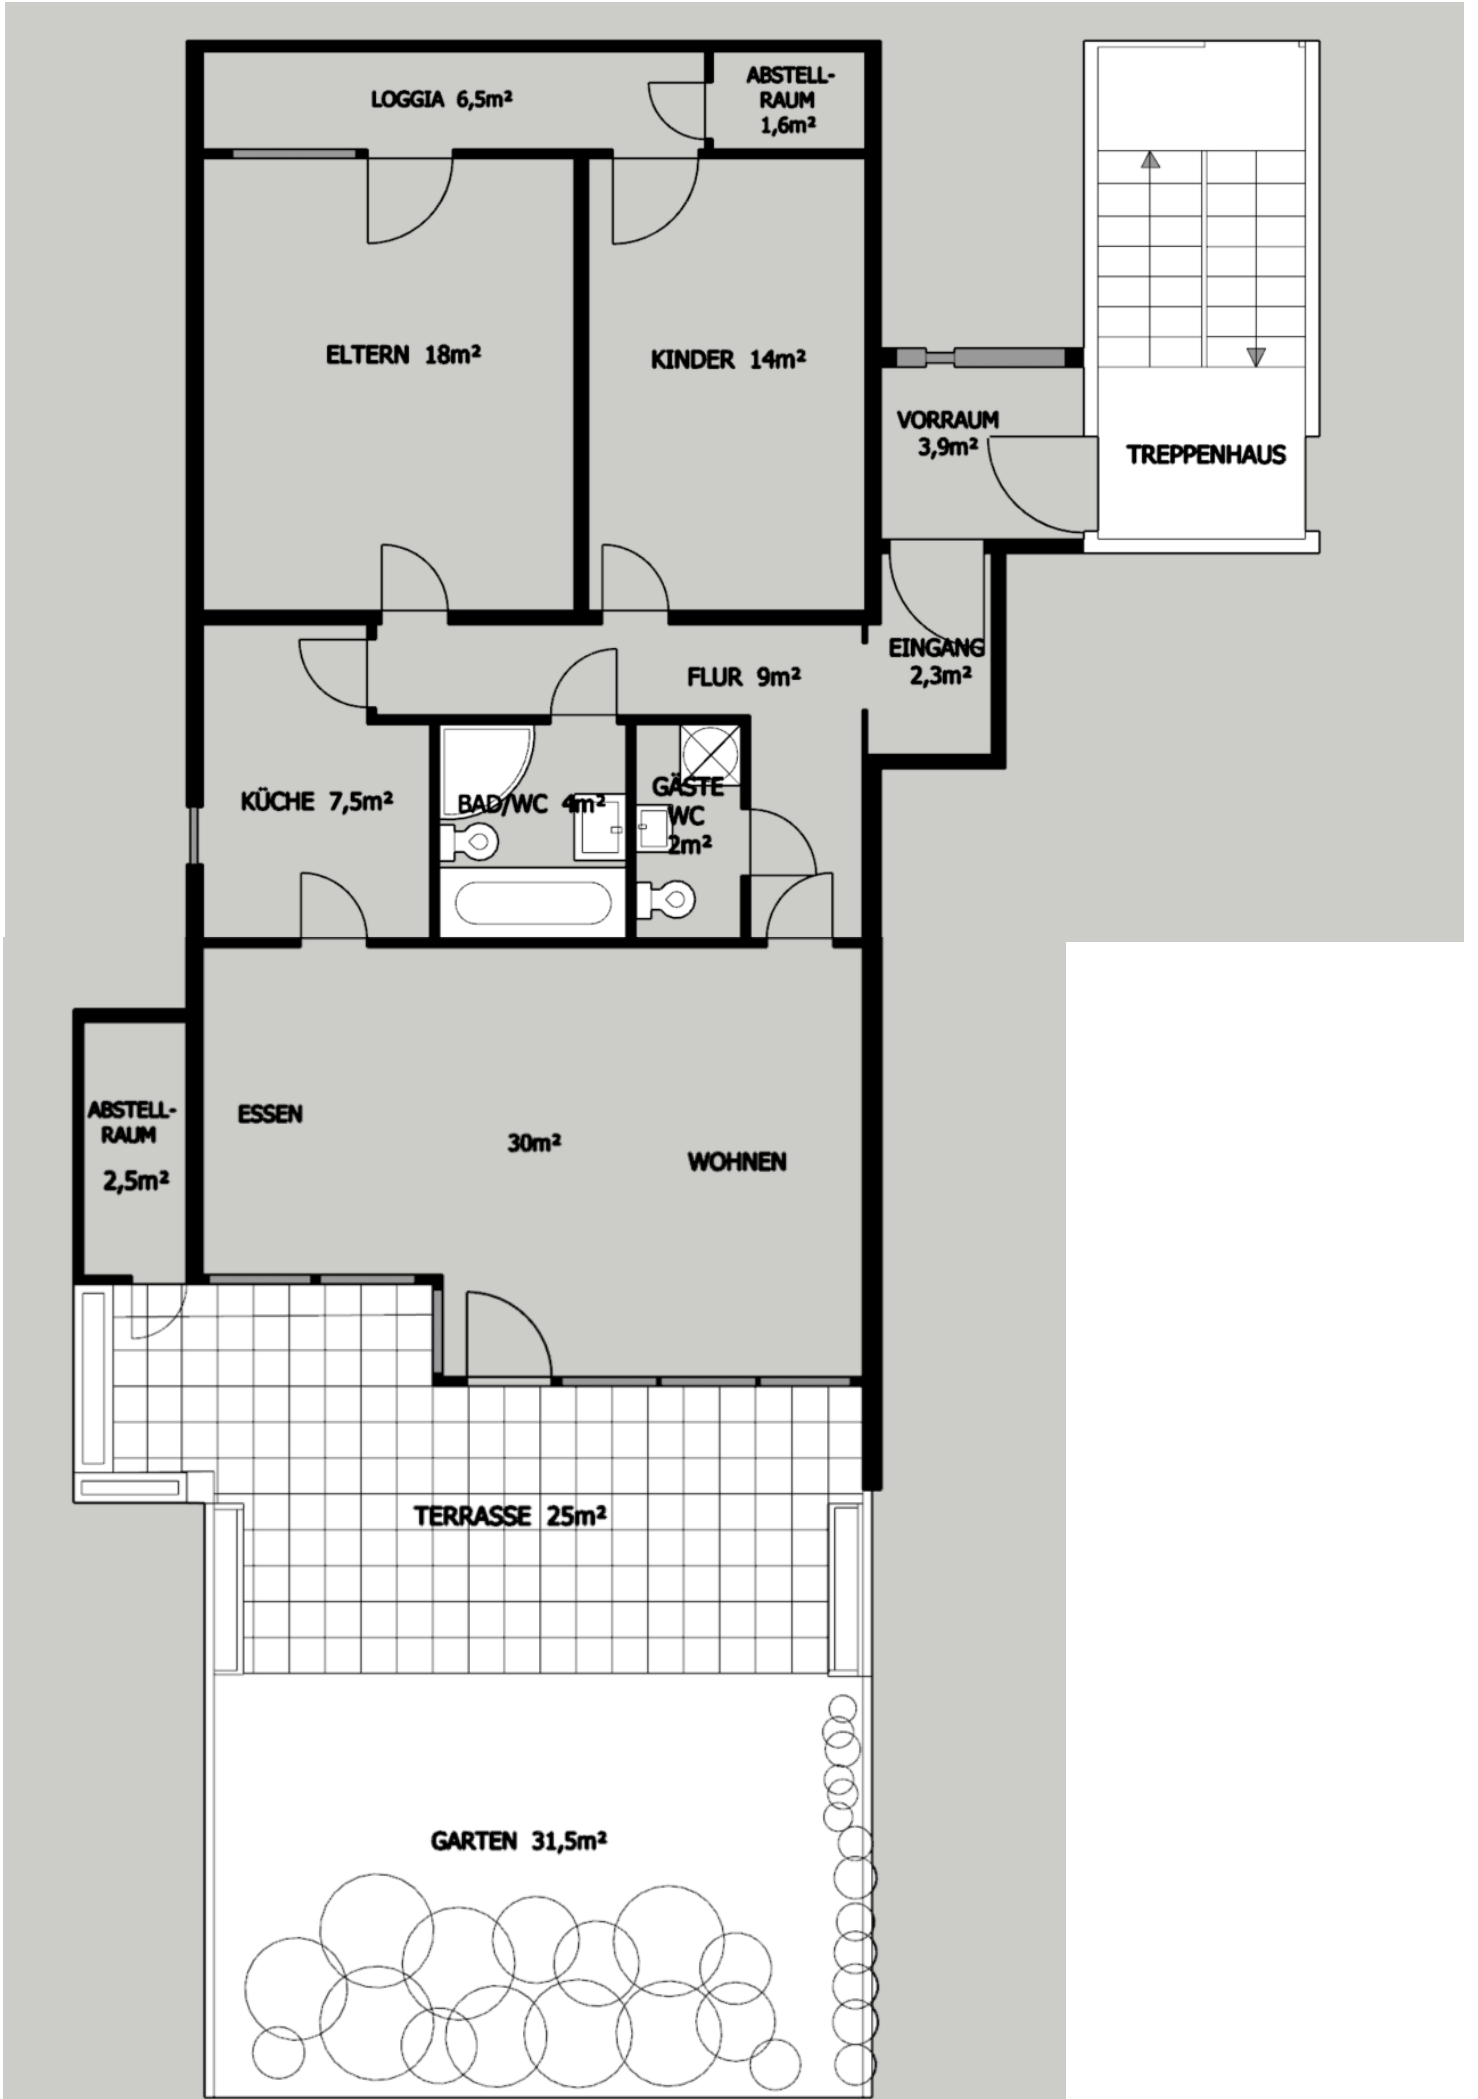 LOGGIA 6,5m²
ABSTELL-
RAUM
1,6m²
ELTERN 18m²
KINDER 14m²
VORRAUM
3,9m²
TREPPENHAUS
EINGANG
2,3m²
FLUR 9m²
KÜCHE 7,5m²
BAD/WC 4m²
GÄSTE
WC
2m²
ABSTELL-
RAUM
2,5m²
ESSEN
30m²
WOHNEN
TERRASSE 25m²
GARTEN 31,5m²